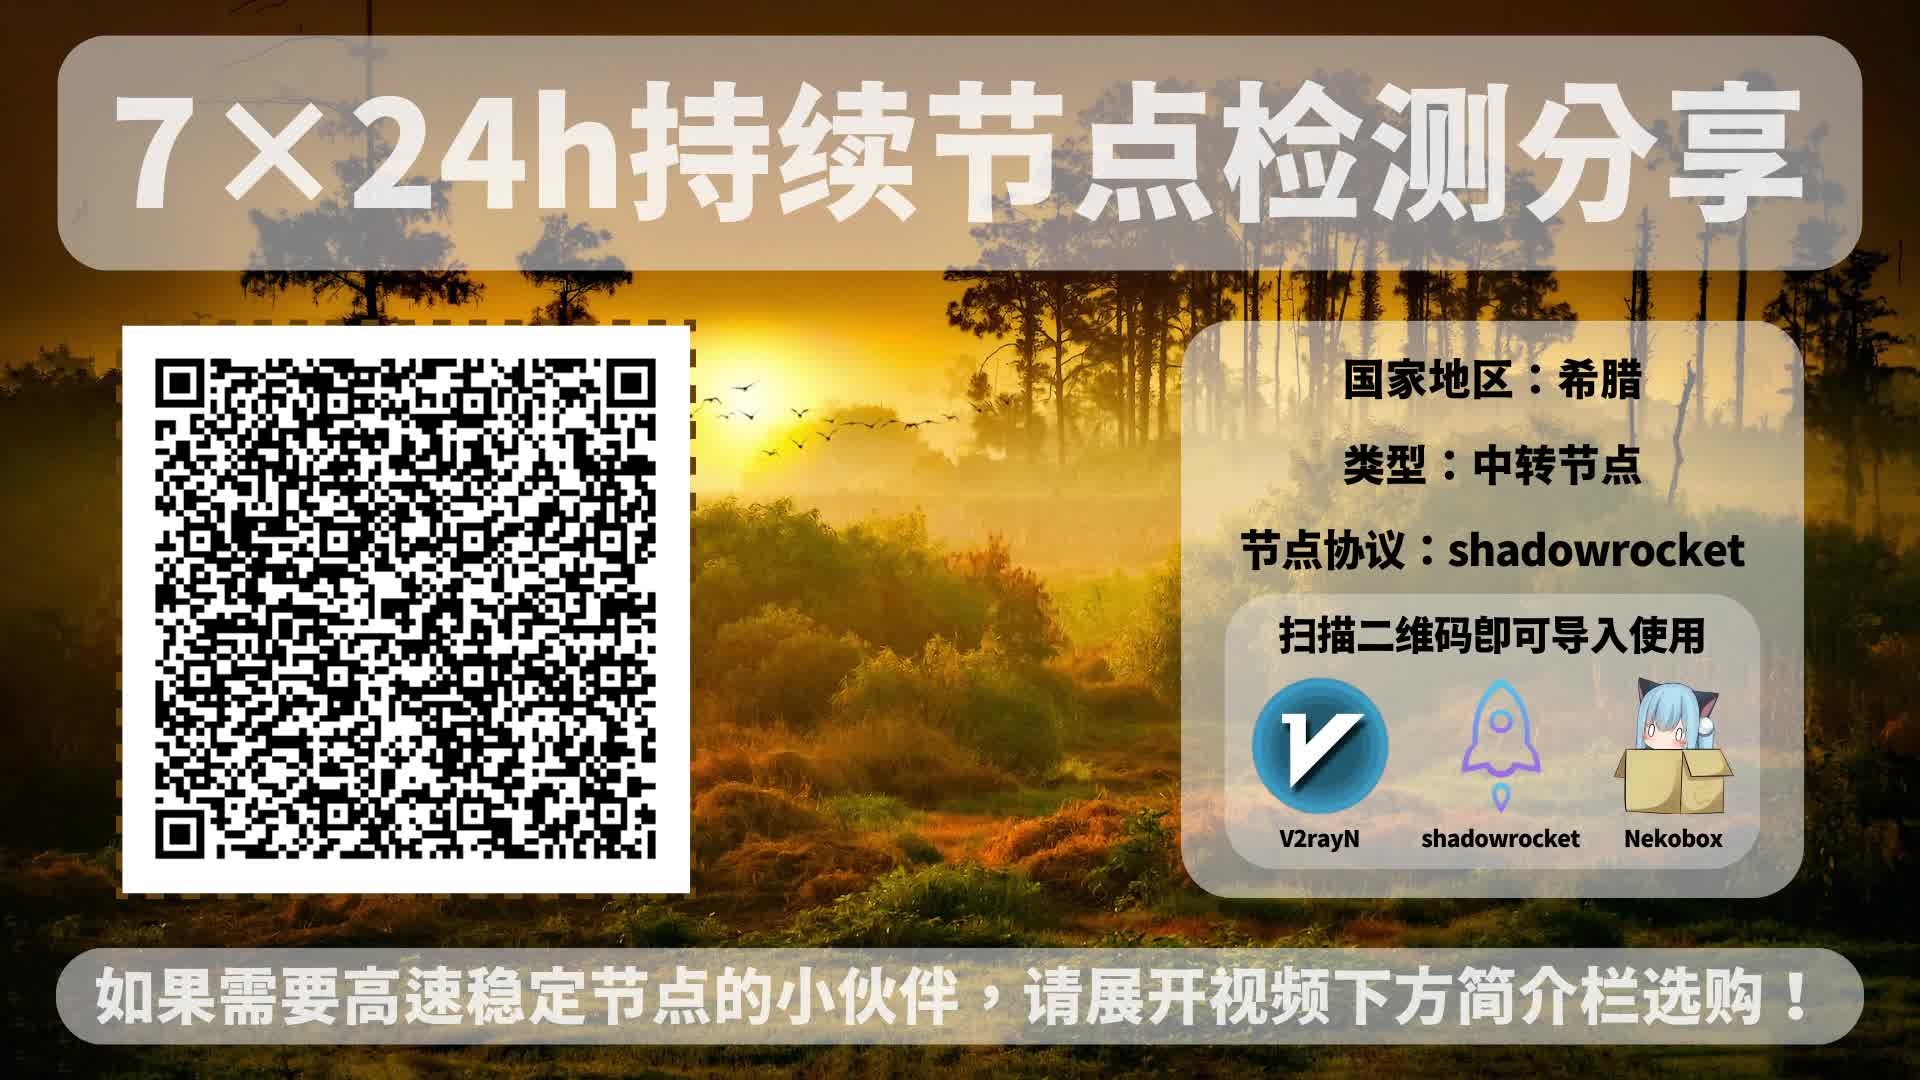 7×24h持续节点检测分享
国家地区：希腊
类型：中转节点
节点协议：shadowrocket
扫描二维码即可导入使用
V2rayN
shadowrocket
Nekobox
如果需要高速稳定节点的小伙伴，请展开视频下方简介栏选购！